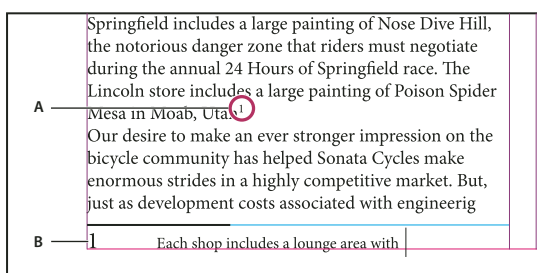 Springfield includes a large painting of Nose Dive Hill,
the notorious danger zone that riders must negotiate
during the annual 24 Hours of Springfield race. The
Lincoln store includes a large painting of Poison Spider
A
Mesa in Moab, Utah1
Our desire to make an ever stronger impression on the
bicycle community has helped Sonata Cycles make
enormous strides in a highly competitive market. But,
just as development costs associated with engineerig
B
1 Each shop includes a lounge area with